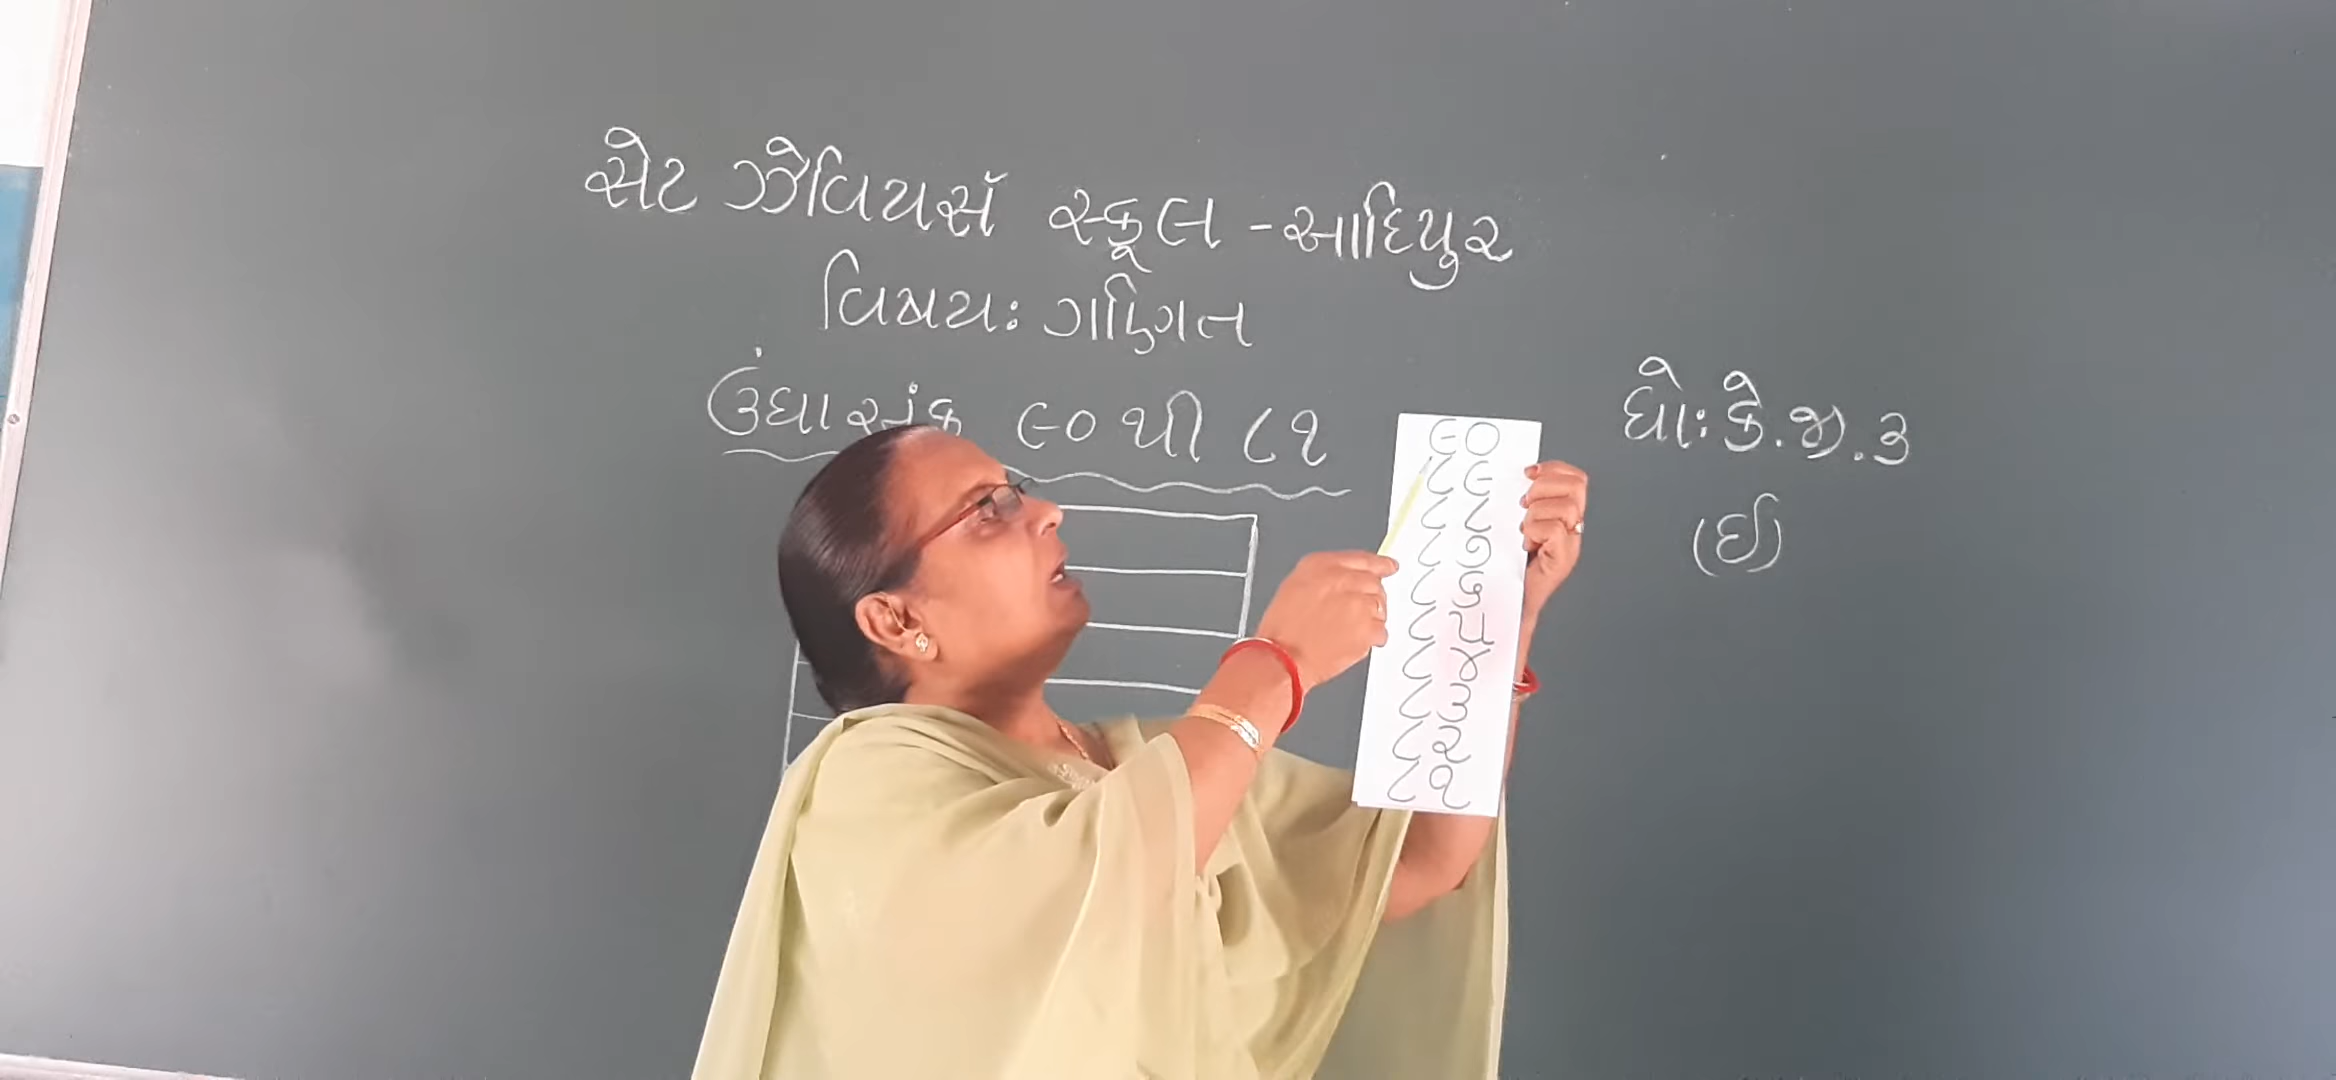 સેટ ઝેવિયર્સ સ્કૂલ - આદિપુર
વિષય: ગણિત
ઉંધા અંક ૯૦ થી ૮૧
ધો: કે.જી. ૩
(ઈ)
૯૦
૮૯
૮૮
૮૭
૮૬
૮૫
૮૪
૮૩
૮૨
૮૧